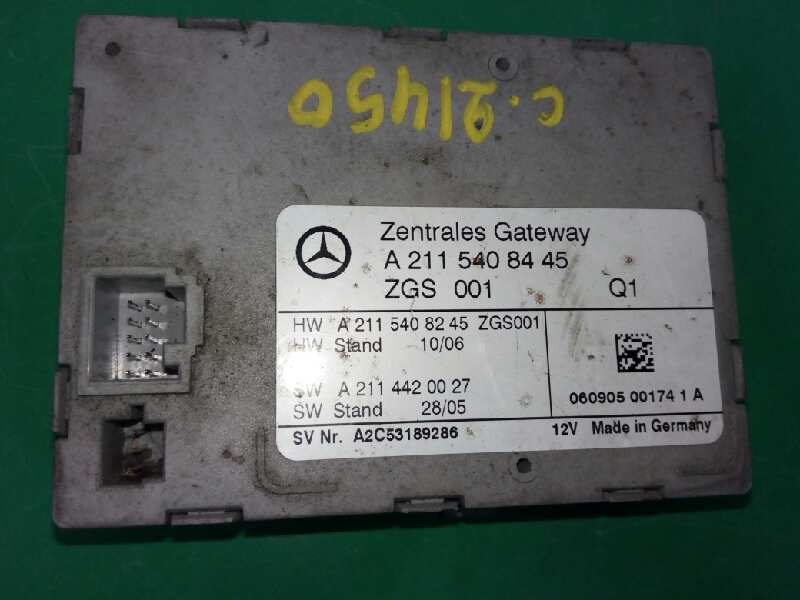 c.21450
Zentrales Gateway
A 211 540 84 45
ZGS 001 Q1
HW A 211 540 82 45 ZGS001
HW Stand 10/06
SW A 211 442 00 27
SW Stand 28/05
060905 00174 1 A
SV Nr. A2C53189286
12V Made in Germany